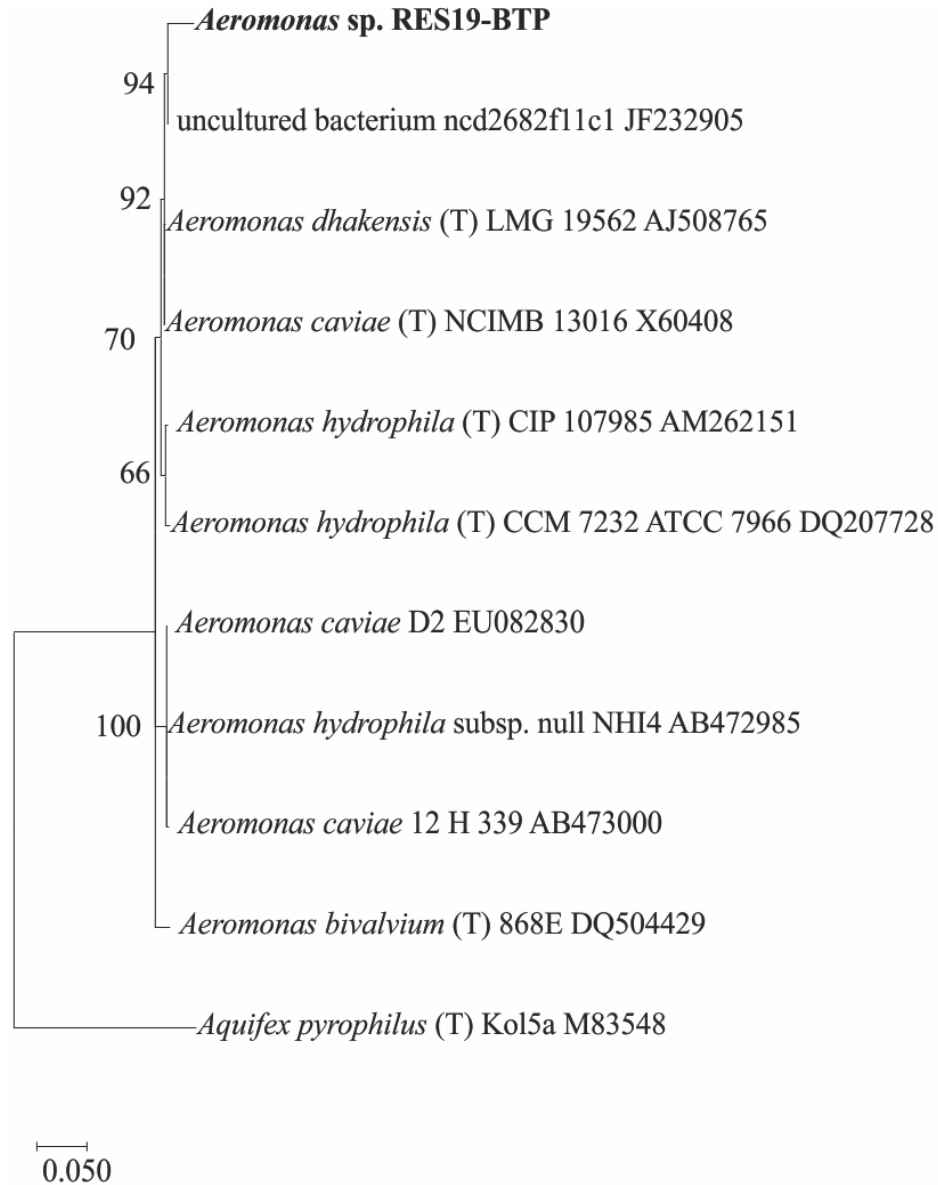 Aeromonas sp. RES19-BTP
94
uncultured bacterium ncd2682f11c1 JF232905
92
Aeromonas dhakensis (T) LMG 19562 AJ508765
Aeromonas caviae (T) NCIMB 13016 X60408
70
Aeromonas hydrophila (T) CIP 107985 AM262151
66
Aeromonas hydrophila (T) CCM 7232 ATCC 7966 DQ207728
Aeromonas caviae D2 EU082830
100
Aeromonas hydrophila subsp. null NHI4 AB472985
Aeromonas caviae 12 H 339 AB473000
Aeromonas bivalvium (T) 868E DQ504429
Aquifex pyrophilus (T) Kol5a M83548
0.050